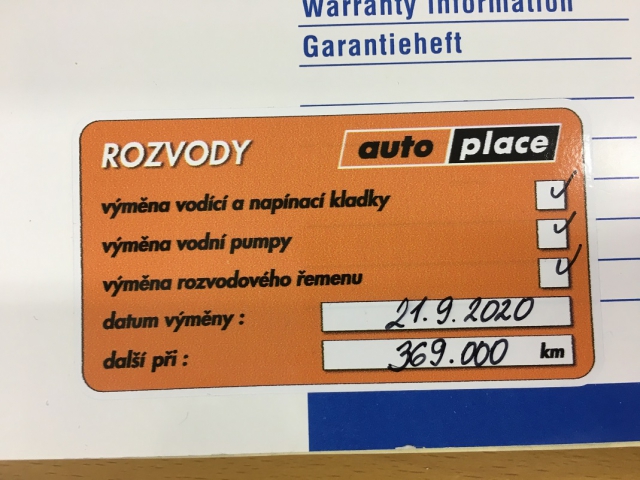 Warranty Information
Garantieheft
ROZVODY
auto place
výměna vodící a napínací kladky
výměna vodní pumpy
výměna rozvodového řemenu
datum výměny : 21.9.2020
další při : 369.000 km